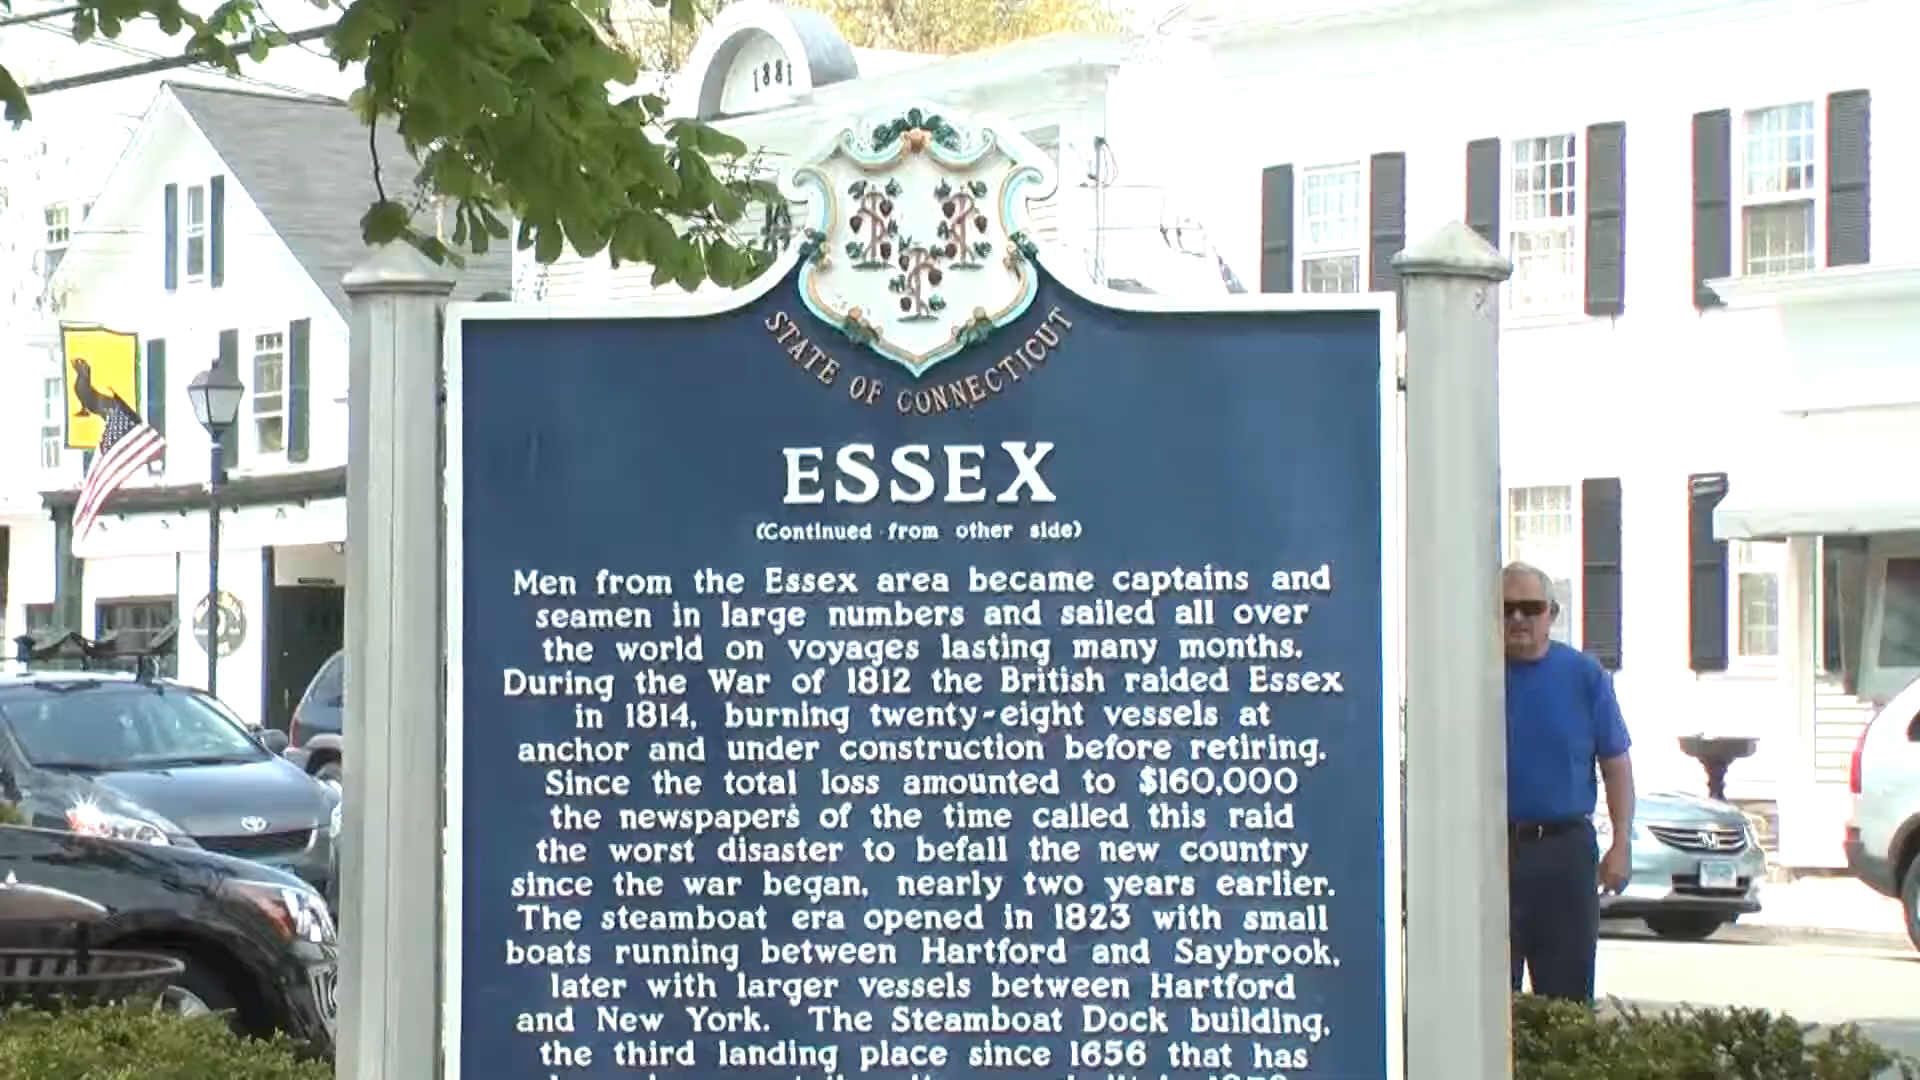 1881
STATE OF CONNECTICUT
ESSEX
(Continued from other side)
Men from the Essex area became captains and
seamen in large numbers and sailed all over
the world on voyages lasting many months.
During the War of 1812 the British raided Essex
in 1814, burning twenty-eight vessels at
anchor and under construction before retiring.
Since the total loss amounted to $160,000
the newspapers of the time called this raid
the worst disaster to befall the new country
since the war began, nearly two years earlier.
The steamboat era opened in 1823 with small
boats running between Hartford and Saybrook,
later with larger vessels between Hartford
and New York. The Steamboat Dock building,
the third landing place since 1656 that has